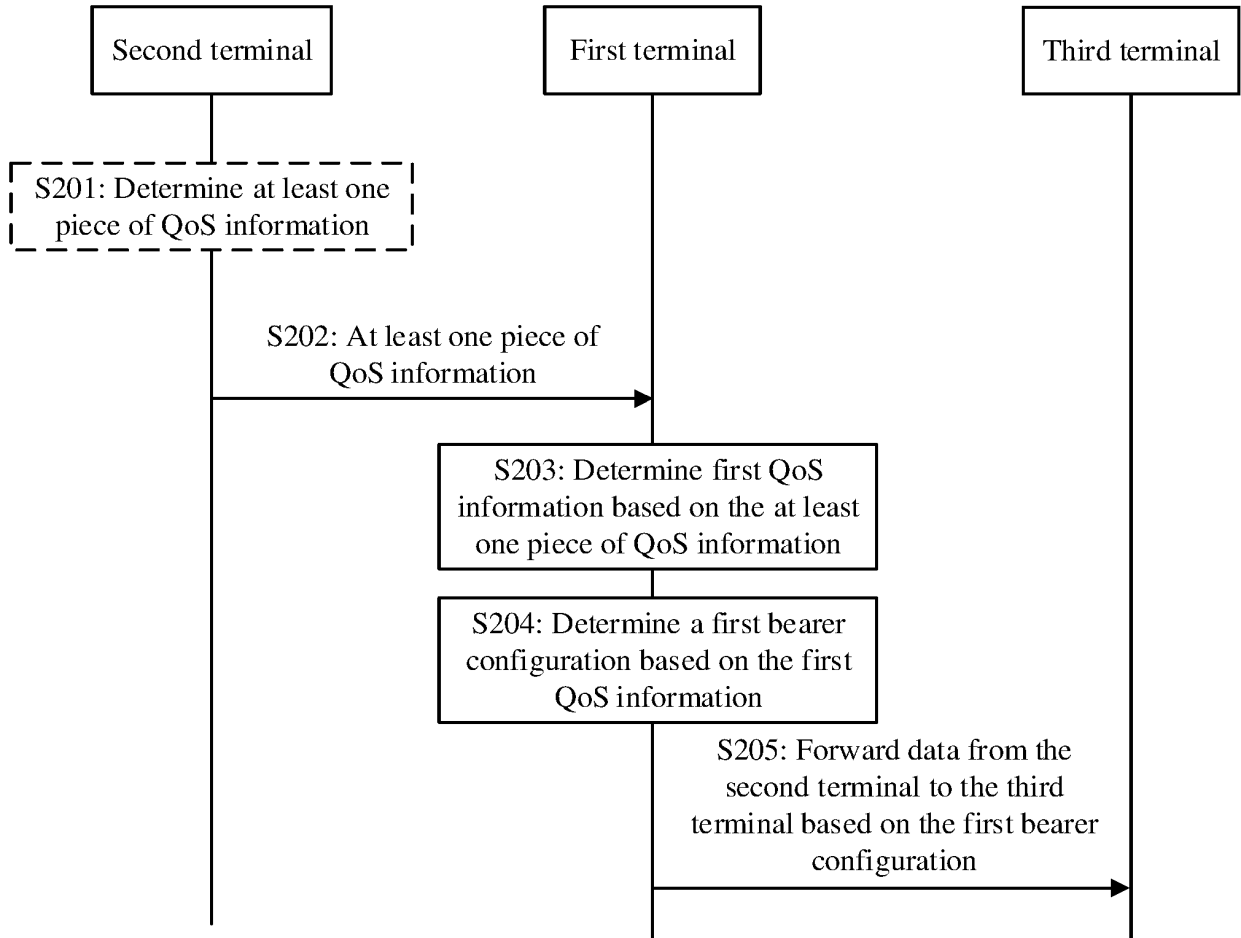 Second terminal
First terminal
Third terminal
S201: Determine at least one
piece of QoS information
S202: At least one piece of
QoS information
S203: Determine first QoS
information based on the at least
one piece of QoS information
S204: Determine a first bearer
configuration based on the first
QoS information
S205: Forward data from the
second terminal to the third
terminal based on the first bearer
configuration